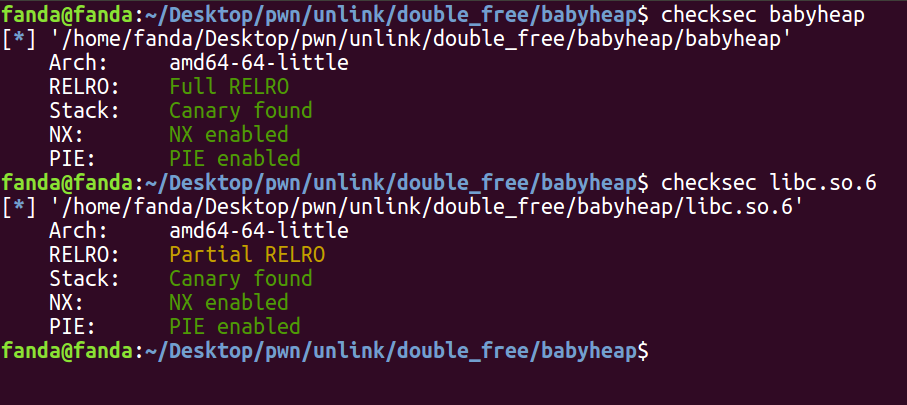 fanda@fanda:~/Desktop/pwn/unlink/double_free/babyheap$ checksec babyheap
[*] '/home/fanda/Desktop/pwn/unlink/double_free/babyheap/babyheap'
    Arch:     amd64-64-little
    RELRO:    Full RELRO
    Stack:    Canary found
    NX:       NX enabled
    PIE:      PIE enabled
fanda@fanda:~/Desktop/pwn/unlink/double_free/babyheap$ checksec libc.so.6
[*] '/home/fanda/Desktop/pwn/unlink/double_free/babyheap/libc.so.6'
    Arch:     amd64-64-little
    RELRO:    Partial RELRO
    Stack:    Canary found
    NX:       NX enabled
    PIE:      PIE enabled
fanda@fanda:~/Desktop/pwn/unlink/double_free/babyheap$